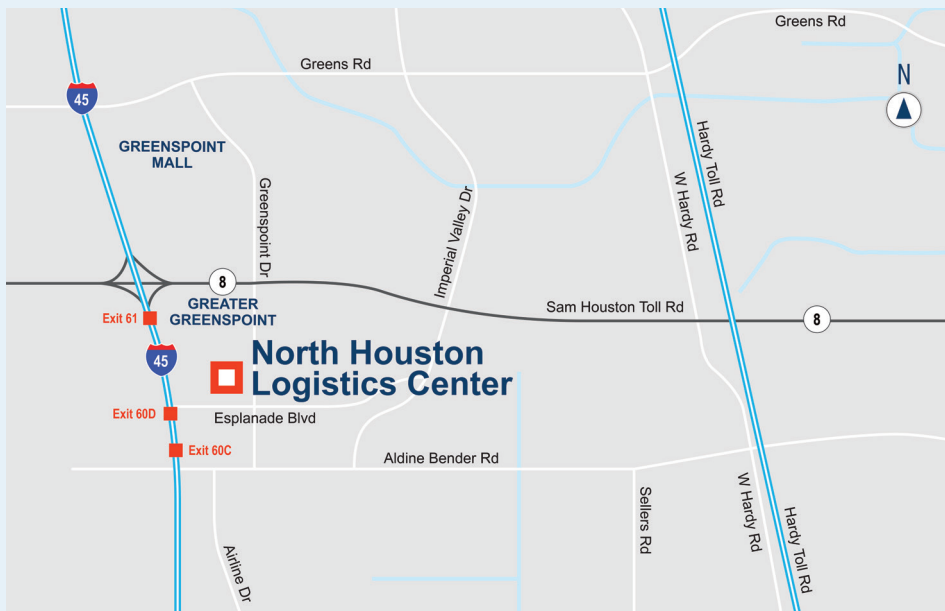 Greens Rd
Greens Rd
N
45
GREENSPOINT
MALL
Hardy Toll Rd
W Hardy Rd
Greenspoint Dr
Imperial Valley Dr
8
GREATER
GREENSPOINT
Sam Houston Toll Rd
8
Exit 61
45
North Houston
Logistics Center
Exit 60D
Esplanade Blvd
Exit 60C
Aldine Bender Rd
Sellers Rd
W Hardy Rd
Hardy Toll Rd
Airline Dr